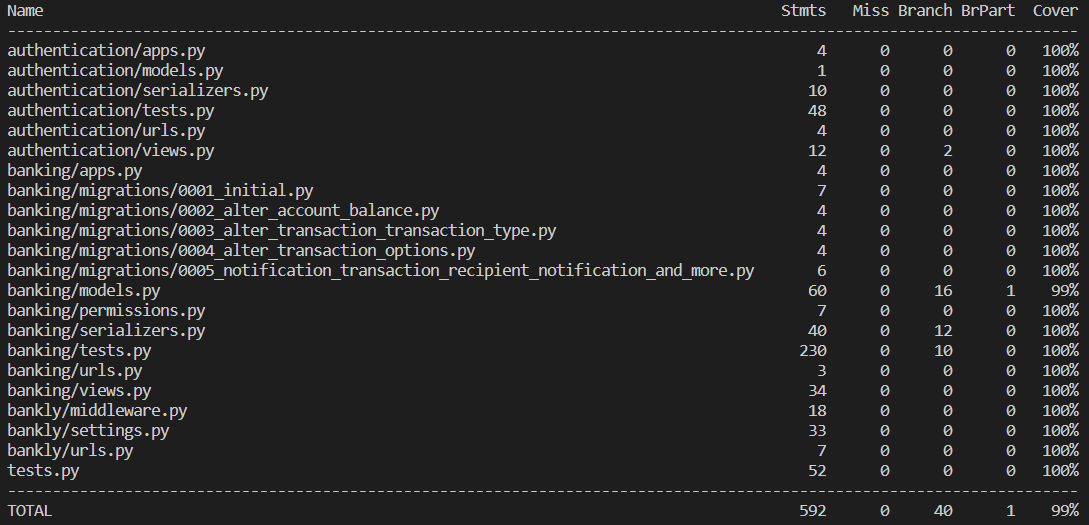 Name Stmts Miss Branch BrPart Cover
--------------------------------------------------------------------------------------------------------------
authentication/apps.py 4 0 0 0 100%
authentication/models.py 1 0 0 0 100%
authentication/serializers.py 10 0 0 0 100%
authentication/tests.py 48 0 0 0 100%
authentication/urls.py 4 0 0 0 100%
authentication/views.py 12 0 2 0 100%
banking/apps.py 4 0 0 0 100%
banking/migrations/0001_initial.py 7 0 0 0 100%
banking/migrations/0002_alter_account_balance.py 4 0 0 0 100%
banking/migrations/0003_alter_transaction_transaction_type.py 4 0 0 0 100%
banking/migrations/0004_alter_transaction_options.py 4 0 0 0 100%
banking/migrations/0005_notification_transaction_recipient_notification_and_more.py 6 0 0 0 100%
banking/models.py 60 0 16 1 99%
banking/permissions.py 7 0 0 0 100%
banking/serializers.py 40 0 12 0 100%
banking/tests.py 230 0 10 0 100%
banking/urls.py 3 0 0 0 100%
banking/views.py 34 0 0 0 100%
bankly/middleware.py 18 0 0 0 100%
bankly/settings.py 33 0 0 0 100%
bankly/urls.py 7 0 0 0 100%
tests.py 52 0 0 0 100%
--------------------------------------------------------------------------------------------------------------
TOTAL 592 0 40 1 99%